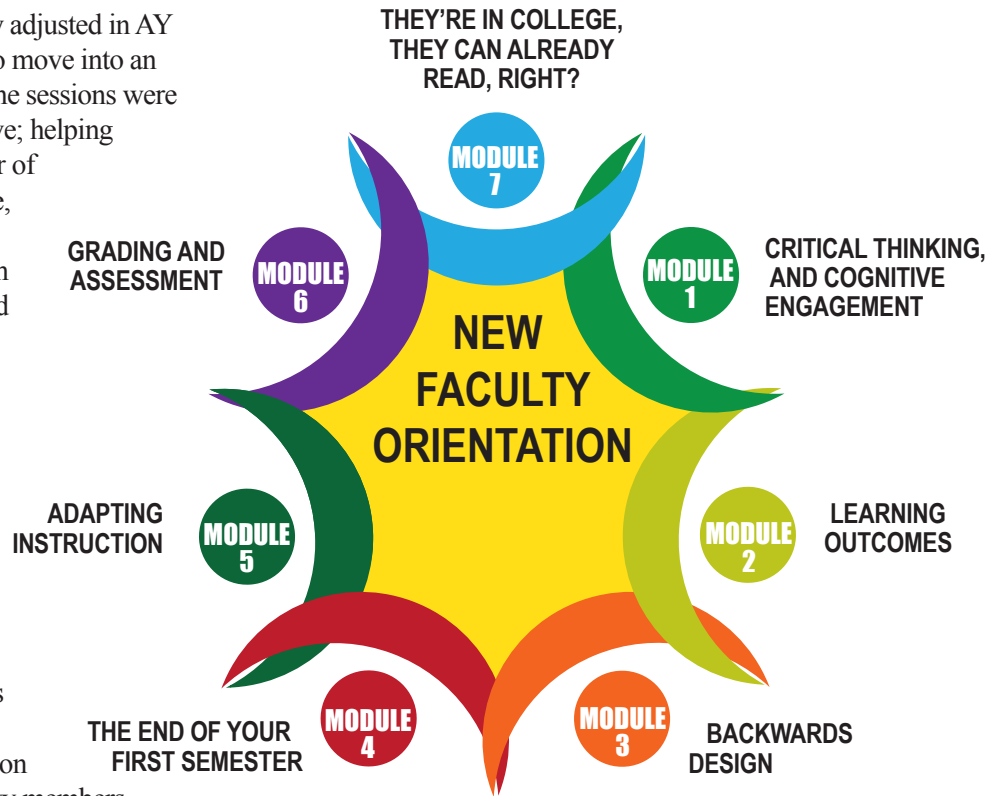 y adjusted in AY
o move into an
ne sessions were
ve; helping
r of
e,
n
d
s
on
THEY'RE IN COLLEGE,
THEY CAN ALREADY
READ, RIGHT?
MODULE
7
CRITICAL THINKING,
AND COGNITIVE
ENGAGEMENT
MODULE
1
LEARNING
OUTCOMES
MODULE
2
BACKWARDS
DESIGN
MODULE
3
THE END OF YOUR
FIRST SEMESTER
MODULE
4
ADAPTING
INSTRUCTION
MODULE
5
GRADING AND
ASSESSMENT
MODULE
6
NEW
FACULTY
ORIENTATION